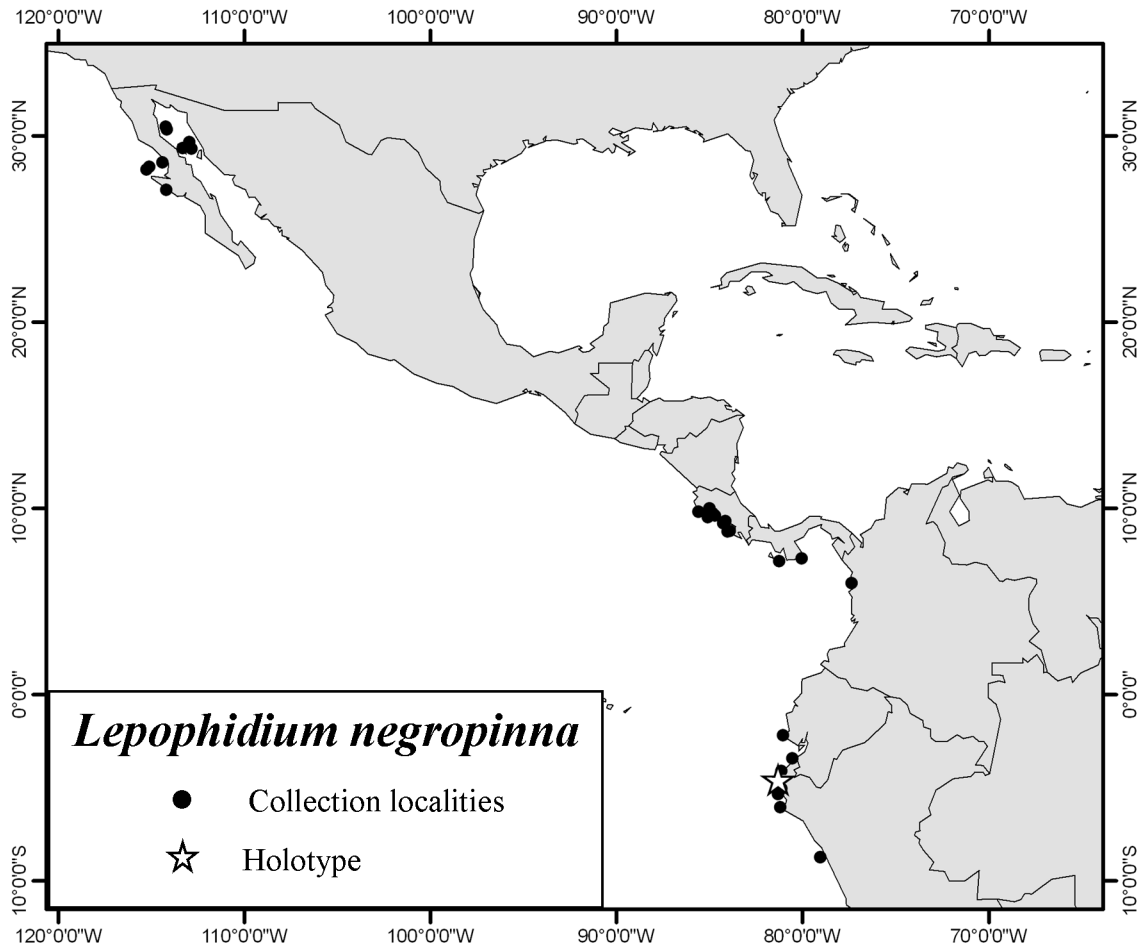 120°0'0"W 110°0'0"W 100°0'0"W 90°0'0"W 80°0'0"W 70°0'0"W
30°0'0"N 30°0'0"N
20°0'0"N 20°0'0"N
10°0'0"N 10°0'0"N
0°0'0" 0°0'0"
Lepophidium negropinna
Collection localities
Holotype
10°0'0"S 10°0'0"S
120°0'0"W 110°0'0"W 100°0'0"W 90°0'0"W 80°0'0"W 70°0'0"W